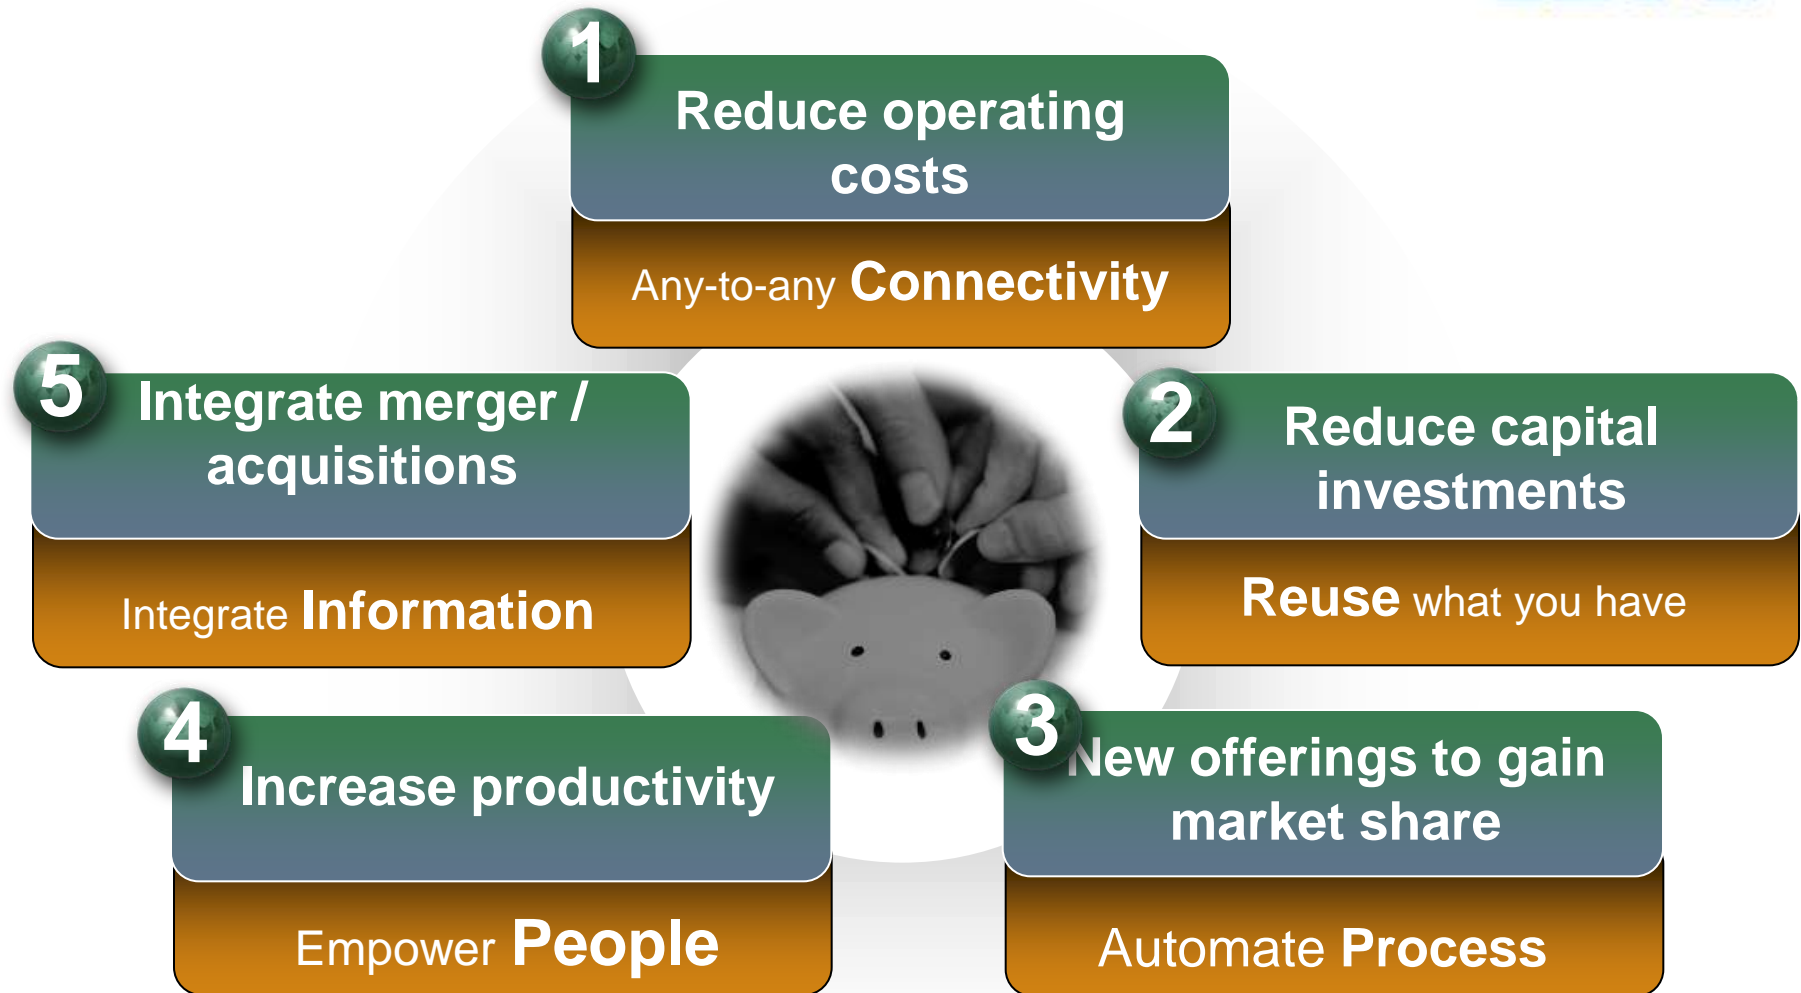 1
Reduce operating
costs
Any-to-any Connectivity
2
Reduce capital
investments
Reuse what you have
3
New offerings to gain
market share
Automate Process
4
Increase productivity
Empower People
5
Integrate merger /
acquisitions
Integrate Information